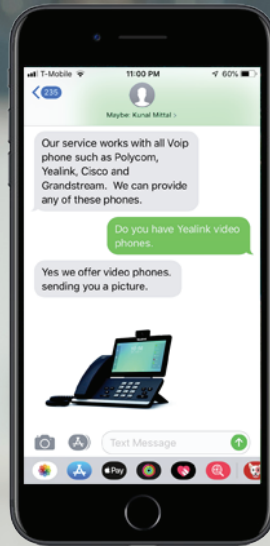 T-Mobile 11:00 PM 60%
235
Maybe: Kunal Mittal >
Our service works with all Voip
phone such as Polycom,
Yealink, Cisco and
Grandstream. We can provide
any of these phones.
Do you have Yealink video
phones.
Yes we offer video phones.
sending you a picture.
Text Message
Pay